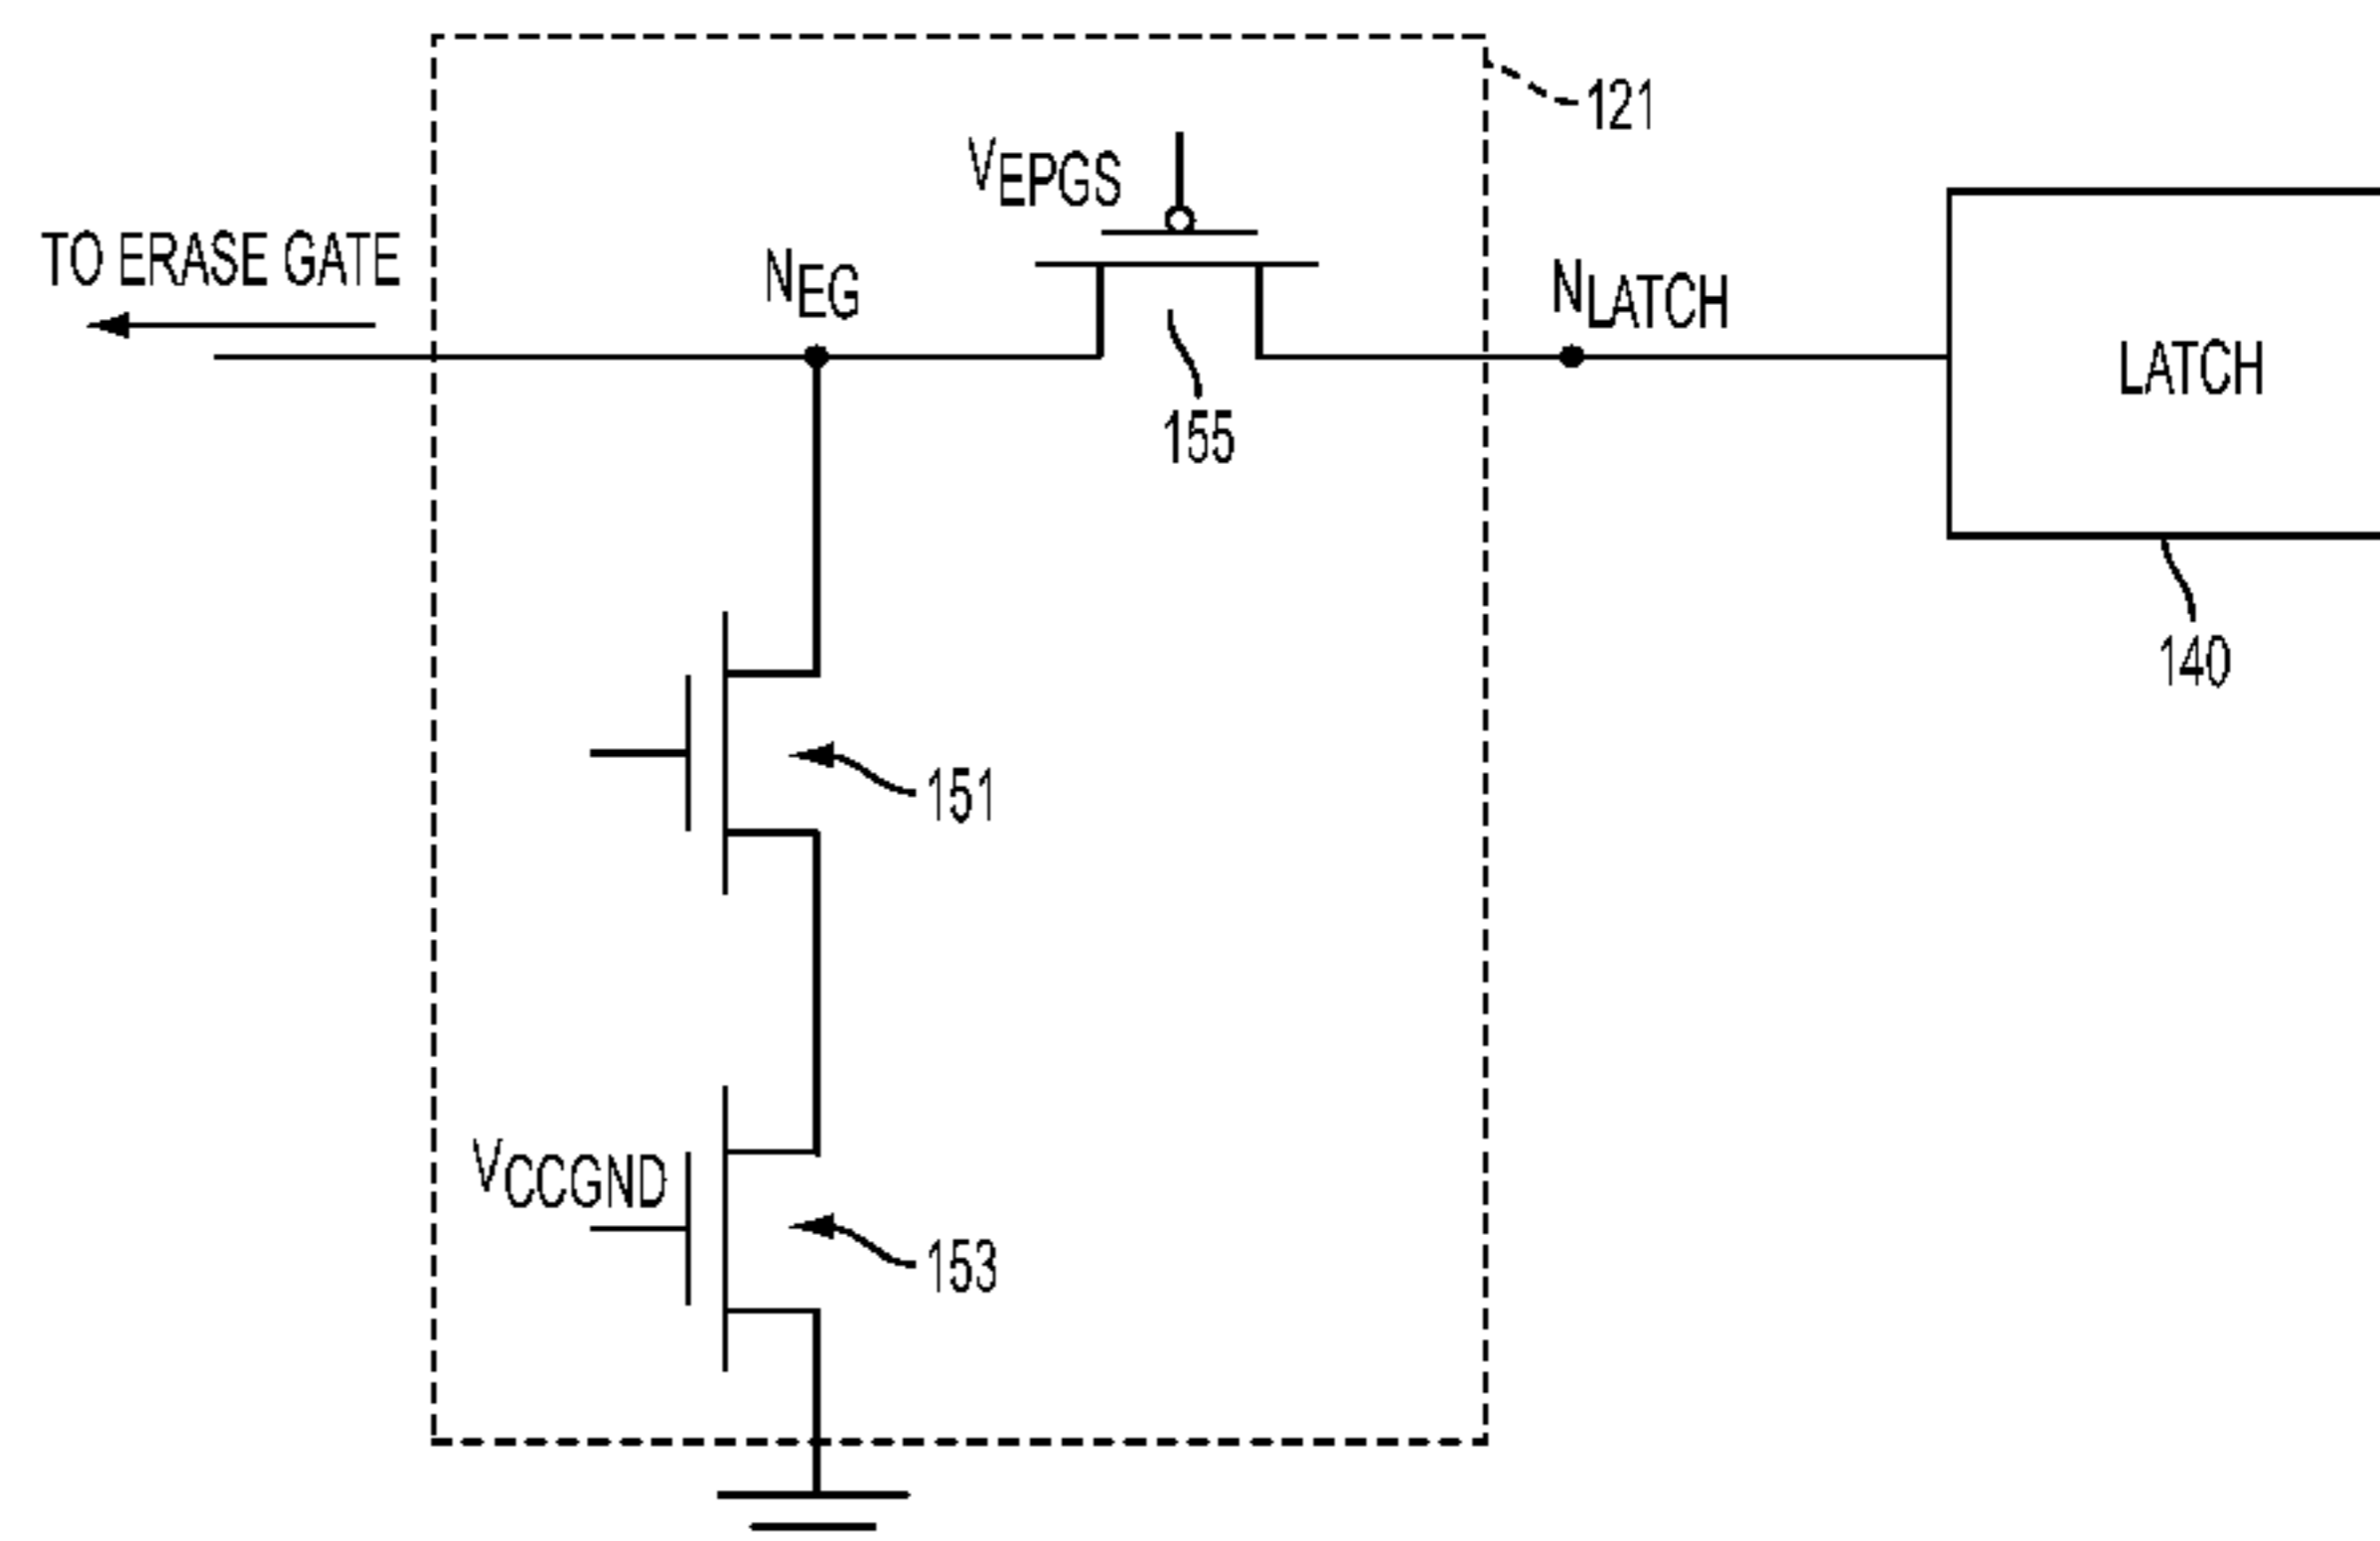 121
VEPGS
TO ERASE GATE
NEG
NLATCH
LATCH
155
140
151
VCCGND
153